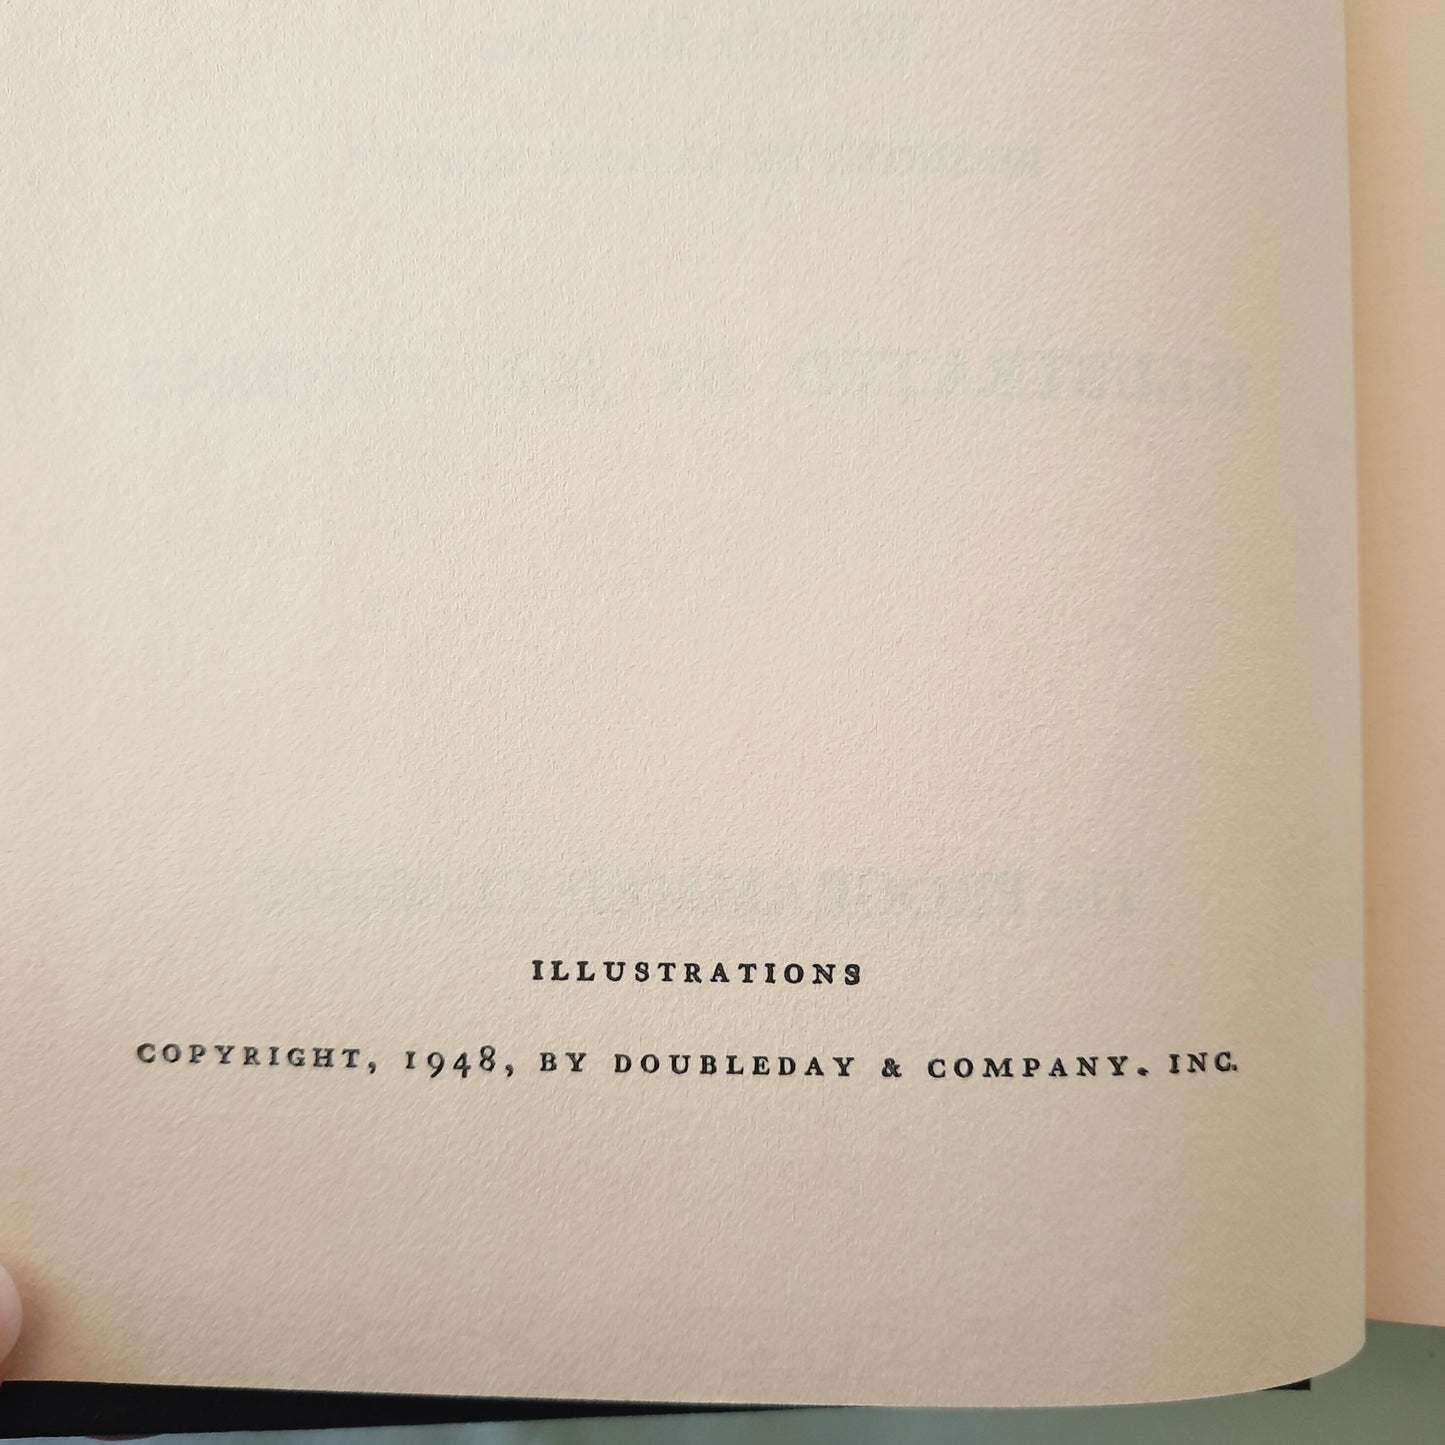 ILLUSTRATIONS
COPYRIGHT, 1948, BY DOUBLEDAY & COMPANY. INC.